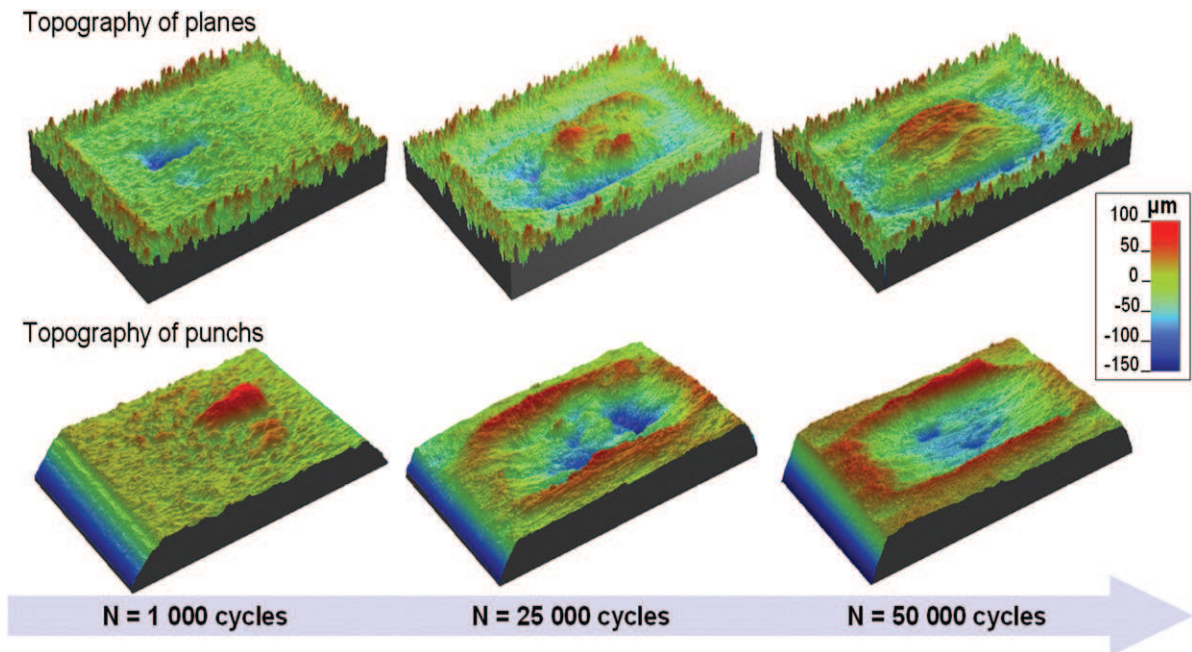 Topography of planes
µm
100
50
0
-50
-100
-150
Topography of punchs
N = 1 000 cycles
N = 25 000 cycles
N = 50 000 cycles